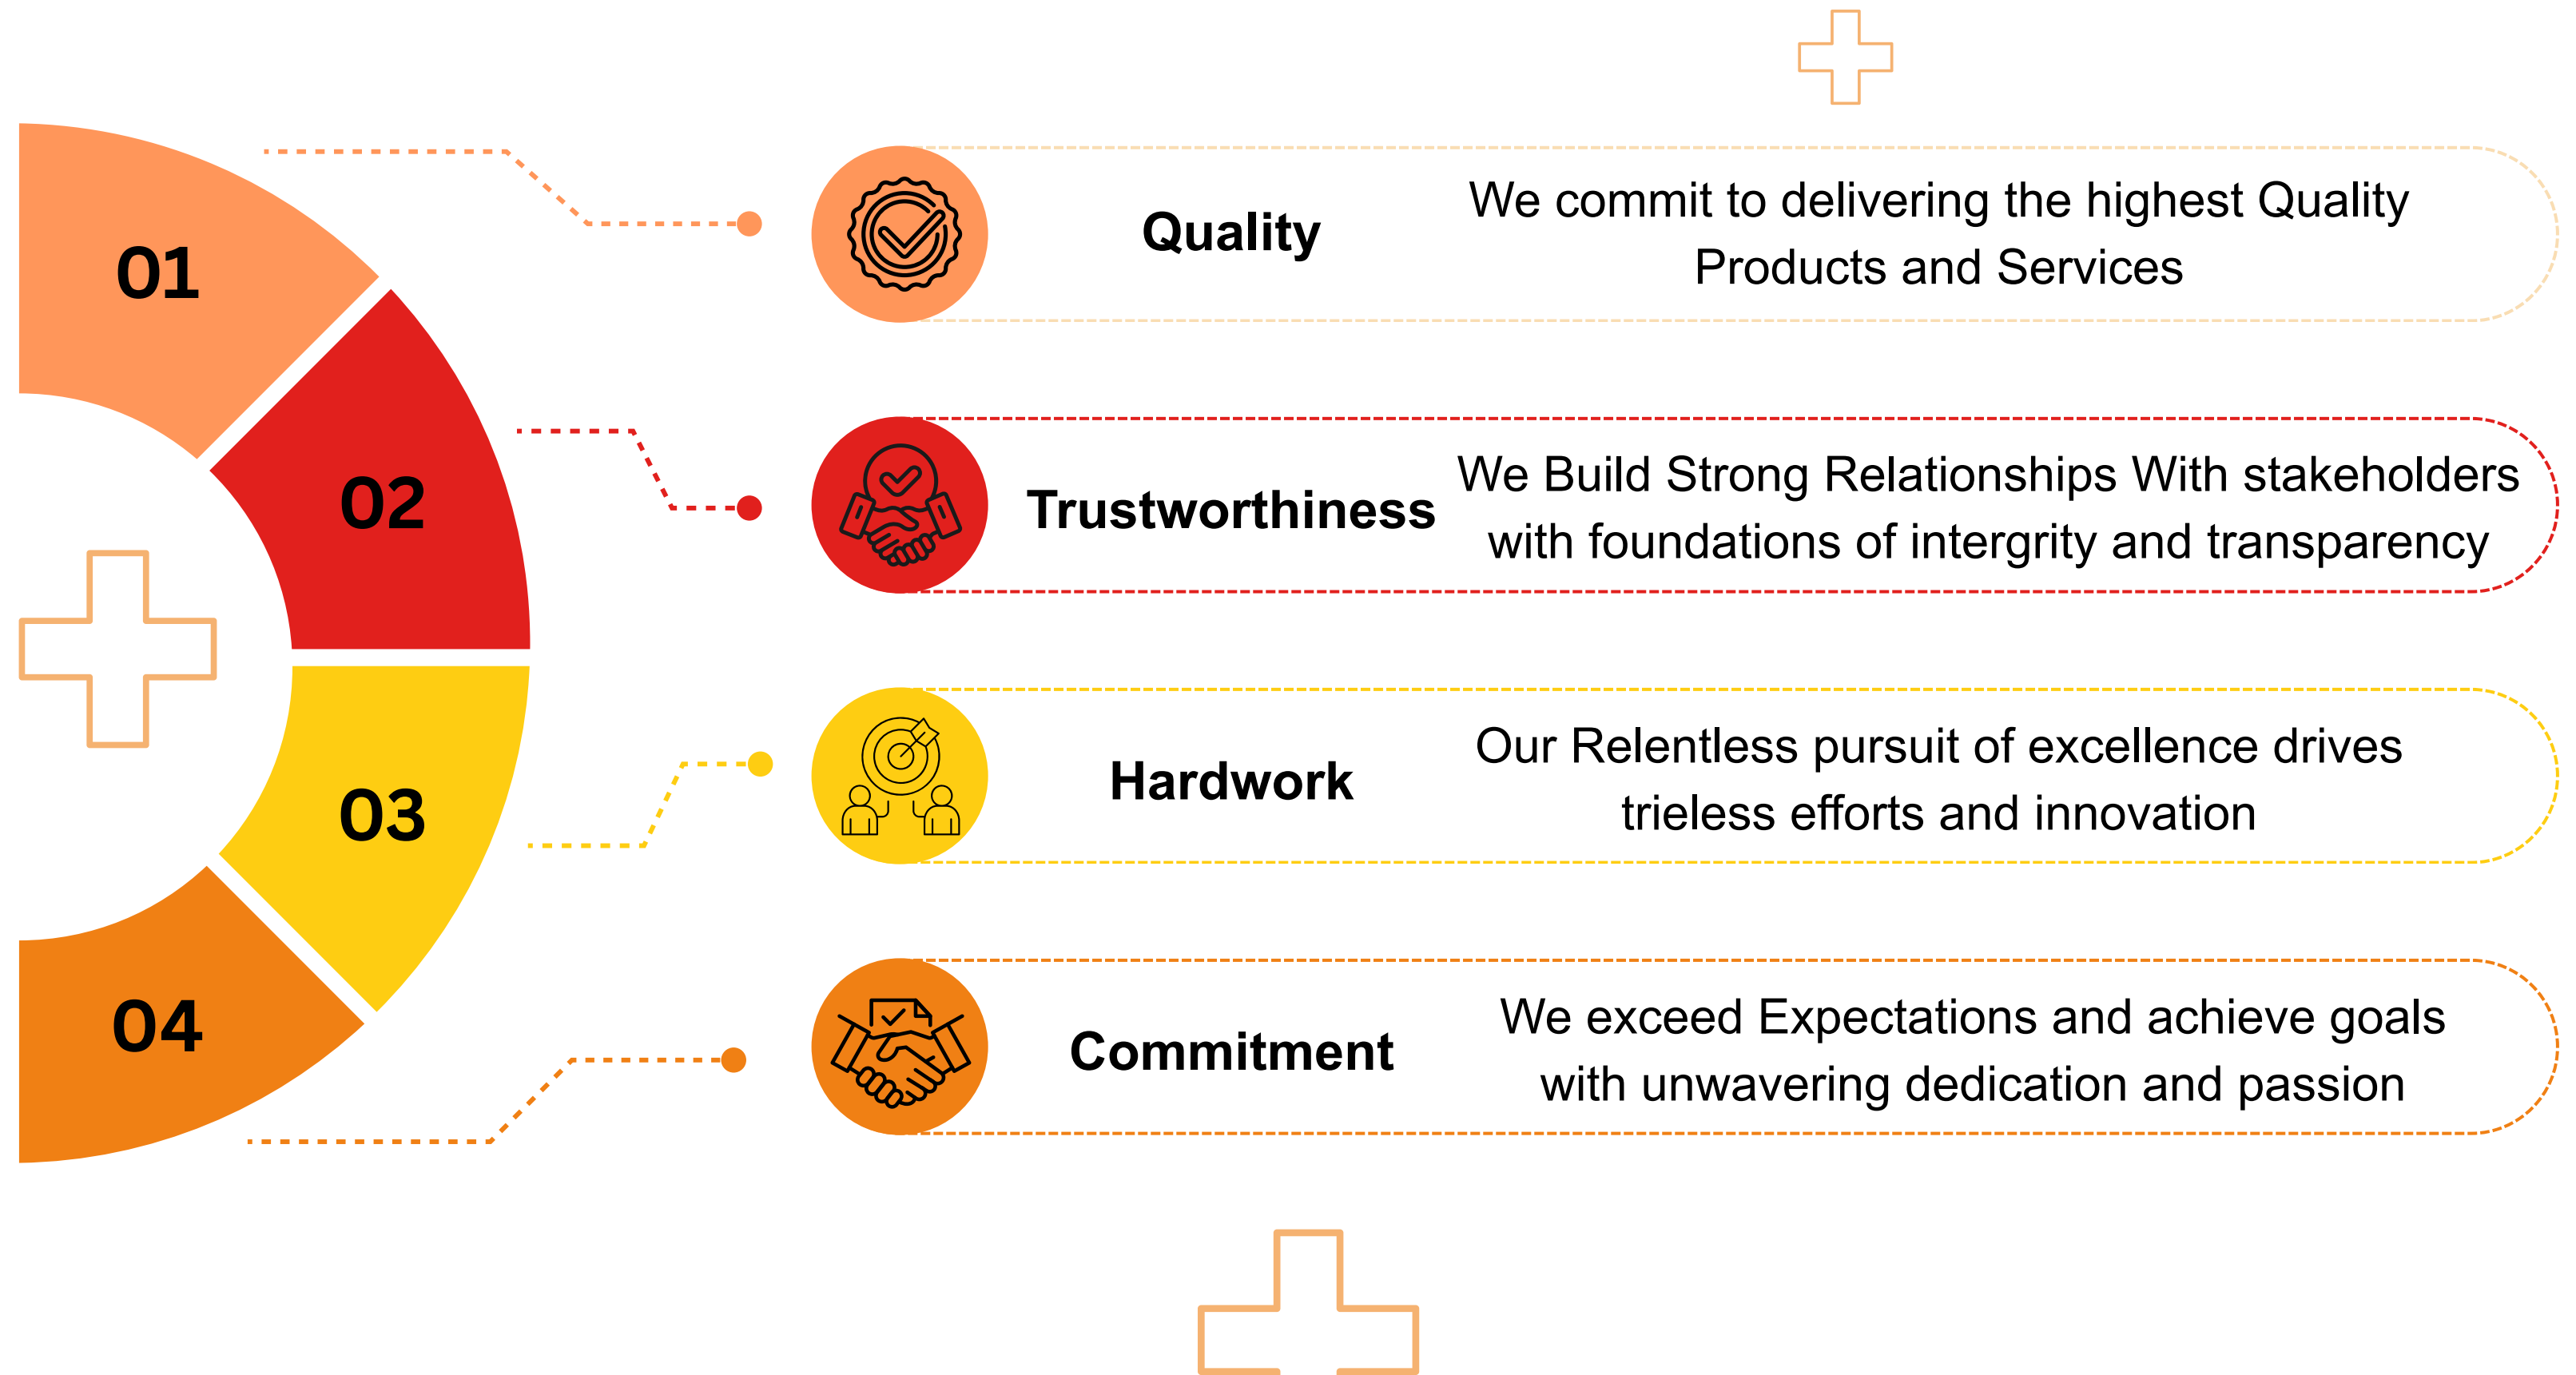 01
Quality
We commit to delivering the highest Quality
Products and Services
02
Trustworthiness
We Build Strong Relationships With stakeholders
with foundations of intergrity and transparency
03
Hardwork
Our Relentless pursuit of excellence drives
trieless efforts and innovation
04
Commitment
We exceed Expectations and achieve goals
with unwavering dedication and passion